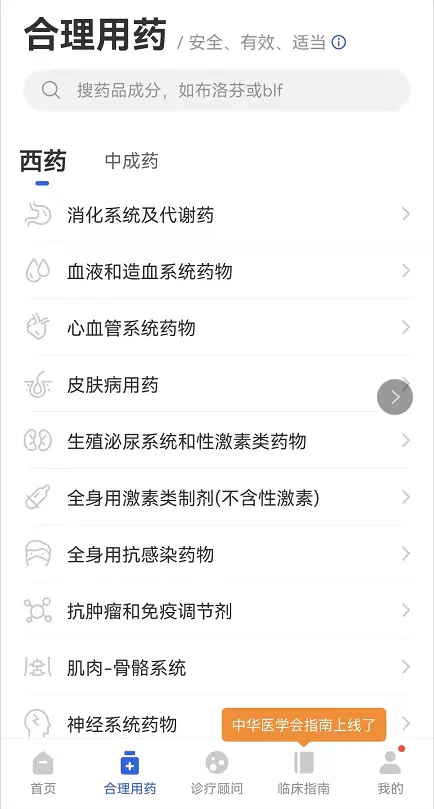 合理用药 / 安全、有效、适当
搜药品成分，如布洛芬或blf
西药 中成药
消化系统及代谢药
血液和造血系统药物
心血管系统药物
皮肤病用药
生殖泌尿系统和性激素类药物
全身用激素类制剂(不含性激素)
全身用抗感染药物
抗肿瘤和免疫调节剂
肌肉-骨骼系统
神经系统药物
中华医学会指南上线了
首页 合理用药 诊疗顾问 临床指南 我的